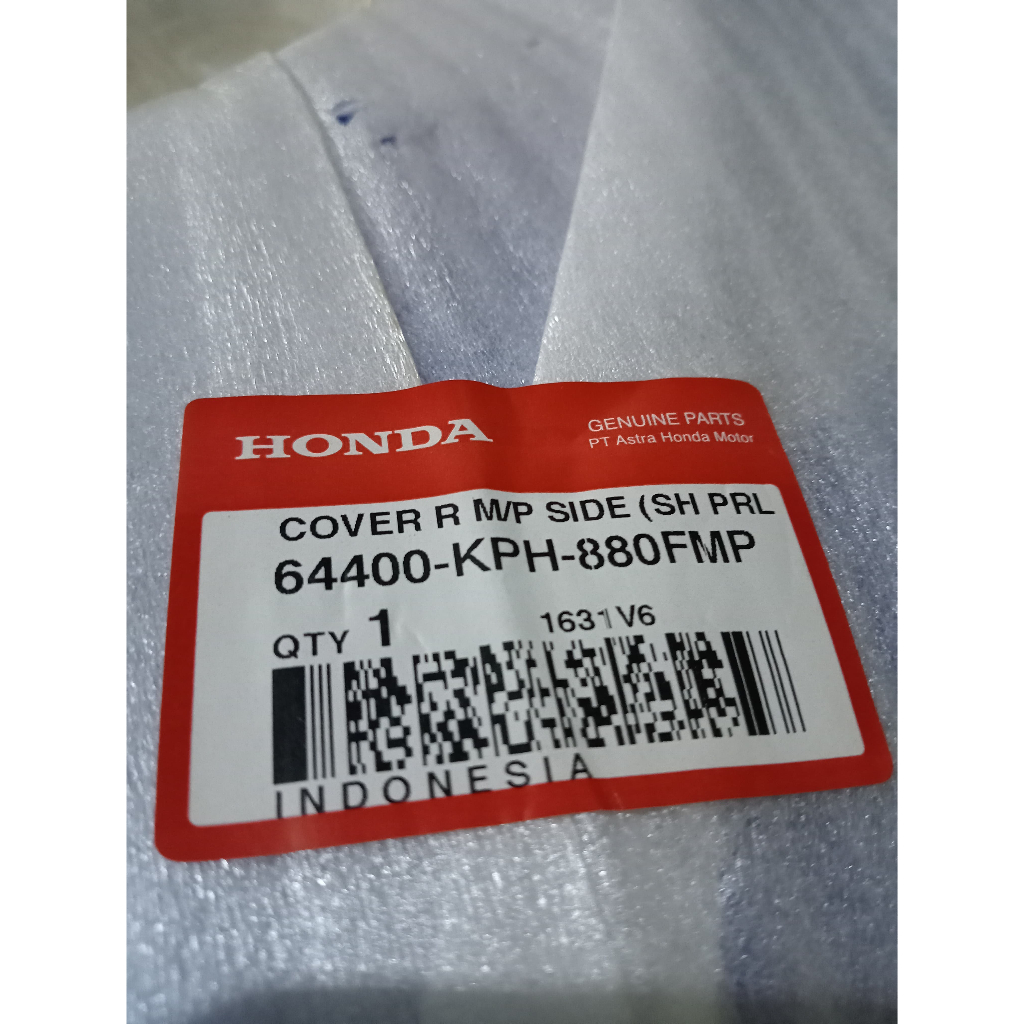 HONDA
GENUINE PARTS
PT Astra Honda Motor
COVER R M/P SIDE (SH PRL
64400-KPH-880FMP
QTY 1
1631V6
INDONESIA